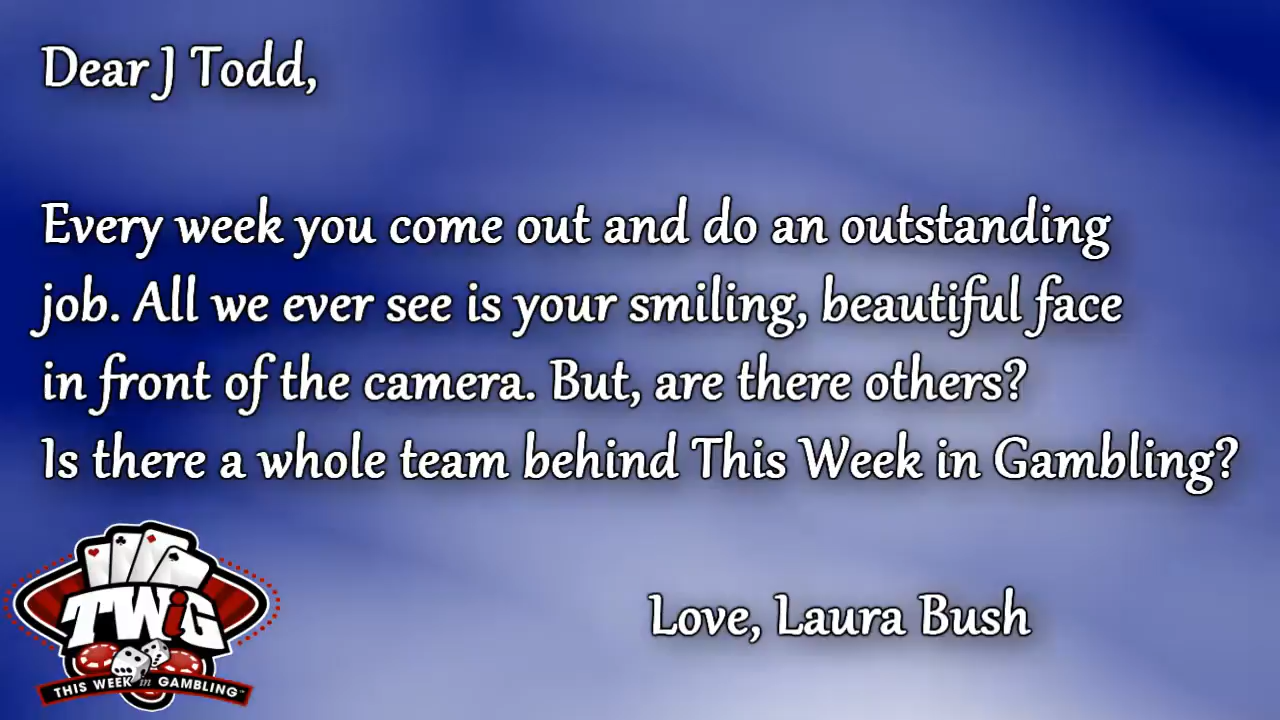 Dear J Todd,
Every week you come out and do an outstanding
job. All we ever see is your smiling, beautiful face
in front of the camera. But, are there others?
Is there a whole team behind This Week in Gambling?
Love, Laura Bush
TWiG
THIS WEEK in GAMBLING™